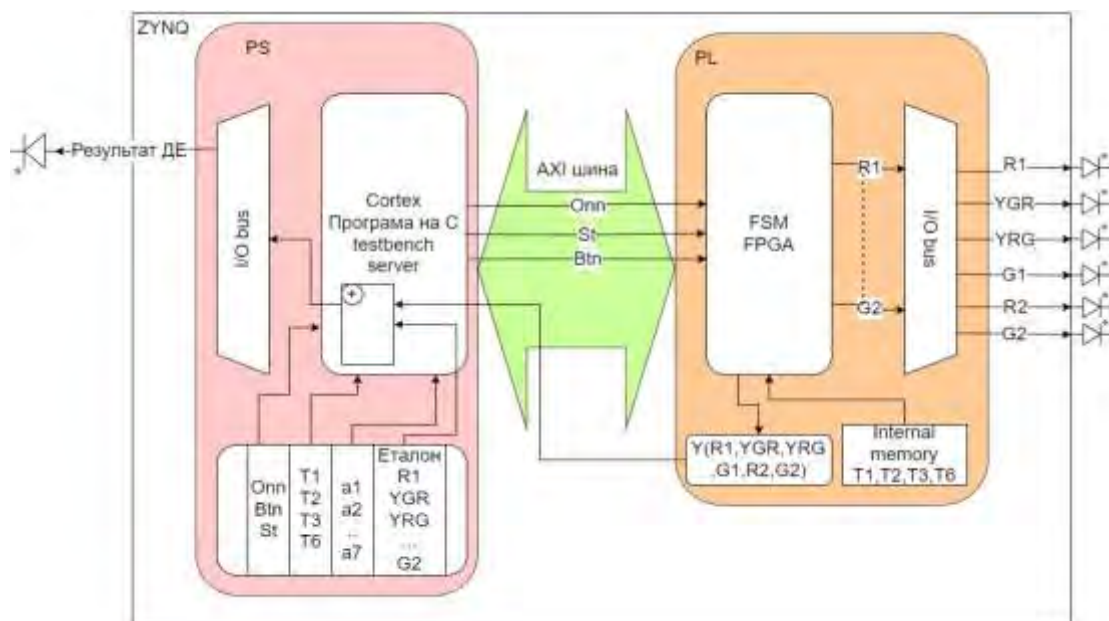 ZYNQ
PS
PL
Результат ДЕ
I/O bus
Cortex
Програма на С
testbench
server
AXI шина
Onn
St
Btn
FSM
FPGA
R1
G2
I/O bus
R1
YGR
YRG
G1
R2
G2
Onn
Btn
St
T1
T2
T3
T6
a1
a2
..
a7
Еталон
R1
YGR
YRG
...
G2
Y(R1,YGR,YRG
,G1,R2,G2)
Internal
memory
T1,T2,T3,T6